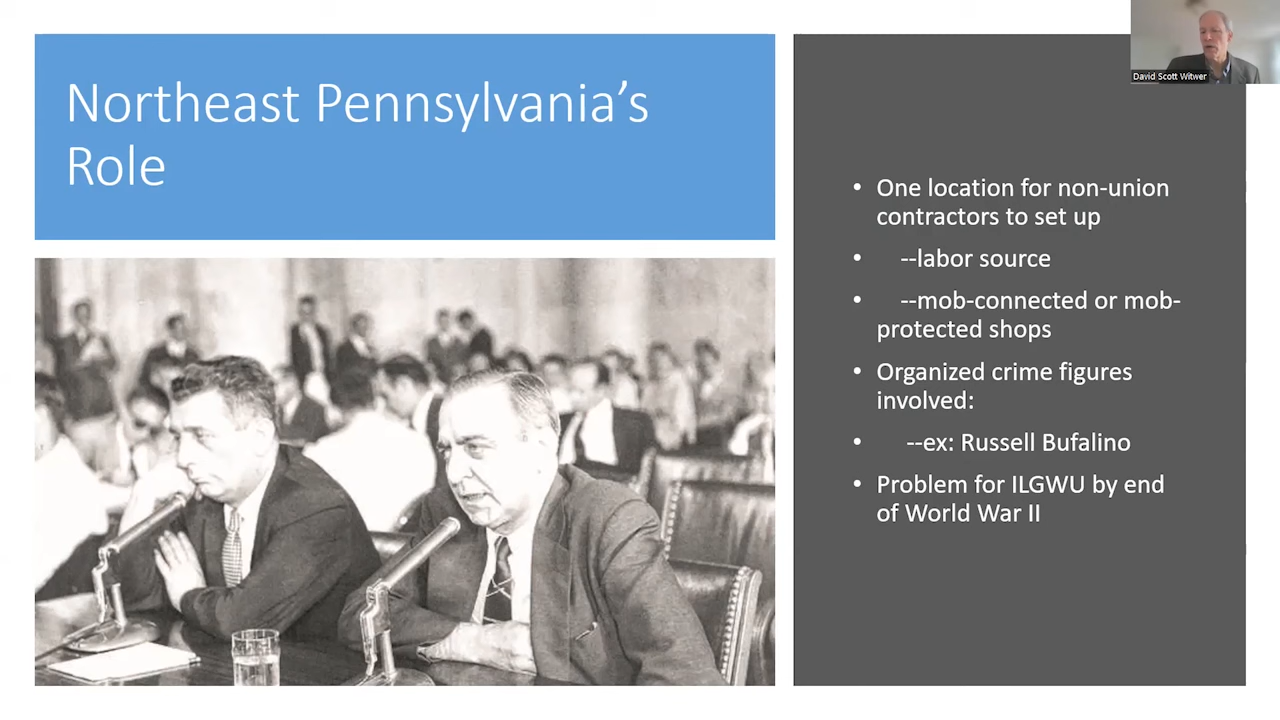 David Scott Witwer
Northeast Pennsylvania’s
Role
• One location for non-union
contractors to set up
• --labor source
• --mob-connected or mob-
protected shops
• Organized crime figures
involved:
• --ex: Russell Bufalino
• Problem for ILGWU by end
of World War II